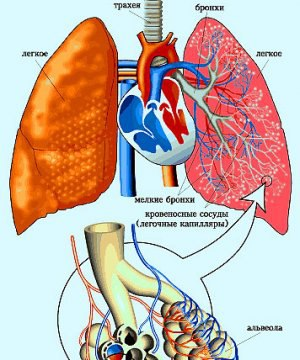 трахея
бронхи
легкое
легкое
мелкие бронхи
кровеносные сосуды
(легочные капилляры)
альвеола